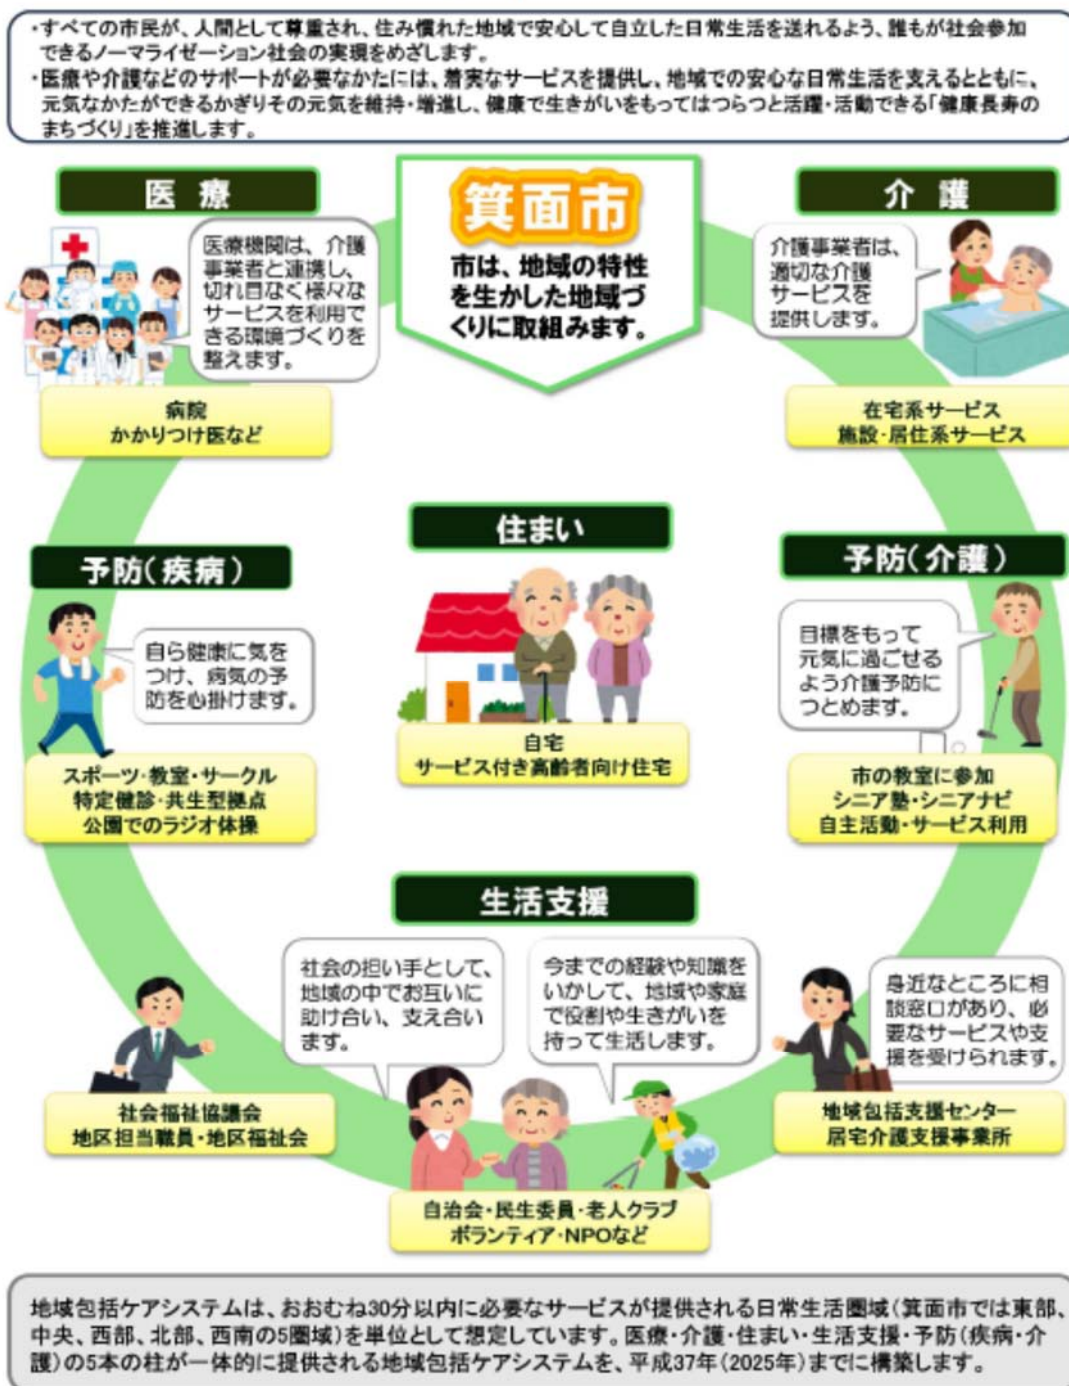 ・すべての市民が、人間として尊重され、住み慣れた地域で安心して自立した日常生活を送れるよう、誰もが社会参加
できるノーマライゼーション社会の実現をめざします。
・医療や介護などのサポートが必要なかたには、着実なサービスを提供し、地域での安心な日常生活を支えるとともに、
元気なかたができるかぎりその元気を維持・増進し、健康で生きがいをもってはつらつと活躍・活動できる「健康長寿の
まちづくり」を推進します。
医療
医療機関は、介護
事業者と連携し、
切れ目なく様々な
サービスを利用で
きる環境づくりを
整えます。
病院
かかりつけ医など
箕面市
市は、地域の特性
を生かした地域づ
くりに取組みます。
介護
介護事業者は、
適切な介護
サービスを
提供します。
在宅系サービス
施設・居住系サービス
予防(疾病)
自ら健康に気を
つけ、病気の予
防を心掛けます。
スポーツ・教室・サークル
特定健診・共生型拠点
公園でのラジオ体操
住まい
自宅
サービス付き高齢者向け住宅
予防(介護)
目標をもって
元気に過ごせる
よう介護予防に
つとめます。
市の教室に参加
シニア塾・シニアナビ
自主活動・サービス利用
生活支援
社会の担い手として、
地域の中でお互いに
助け合い、支え合い
ます。
今までの経験や知識を
いかして、地域や家庭
で役割や生きがいを
持って生活します。
身近なところに相
談窓口があり、必
要なサービスや支
援を受けられます。
社会福祉協議会
地区担当職員・地区福祉会
地域包括支援センター
居宅介護支援事業所
自治会・民生委員・老人クラブ
ボランティア・NPOなど
地域包括ケアシステムは、おおむね30分以内に必要なサービスが提供される日常生活圏域(箕面市では東部、
中央、西部、北部、西南の5圏域)を単位として想定しています。医療・介護・住まい・生活支援・予防(疾病・介
護)の5本の柱が一体的に提供される地域包括ケアシステムを、平成37年(2025年)までに構築します。